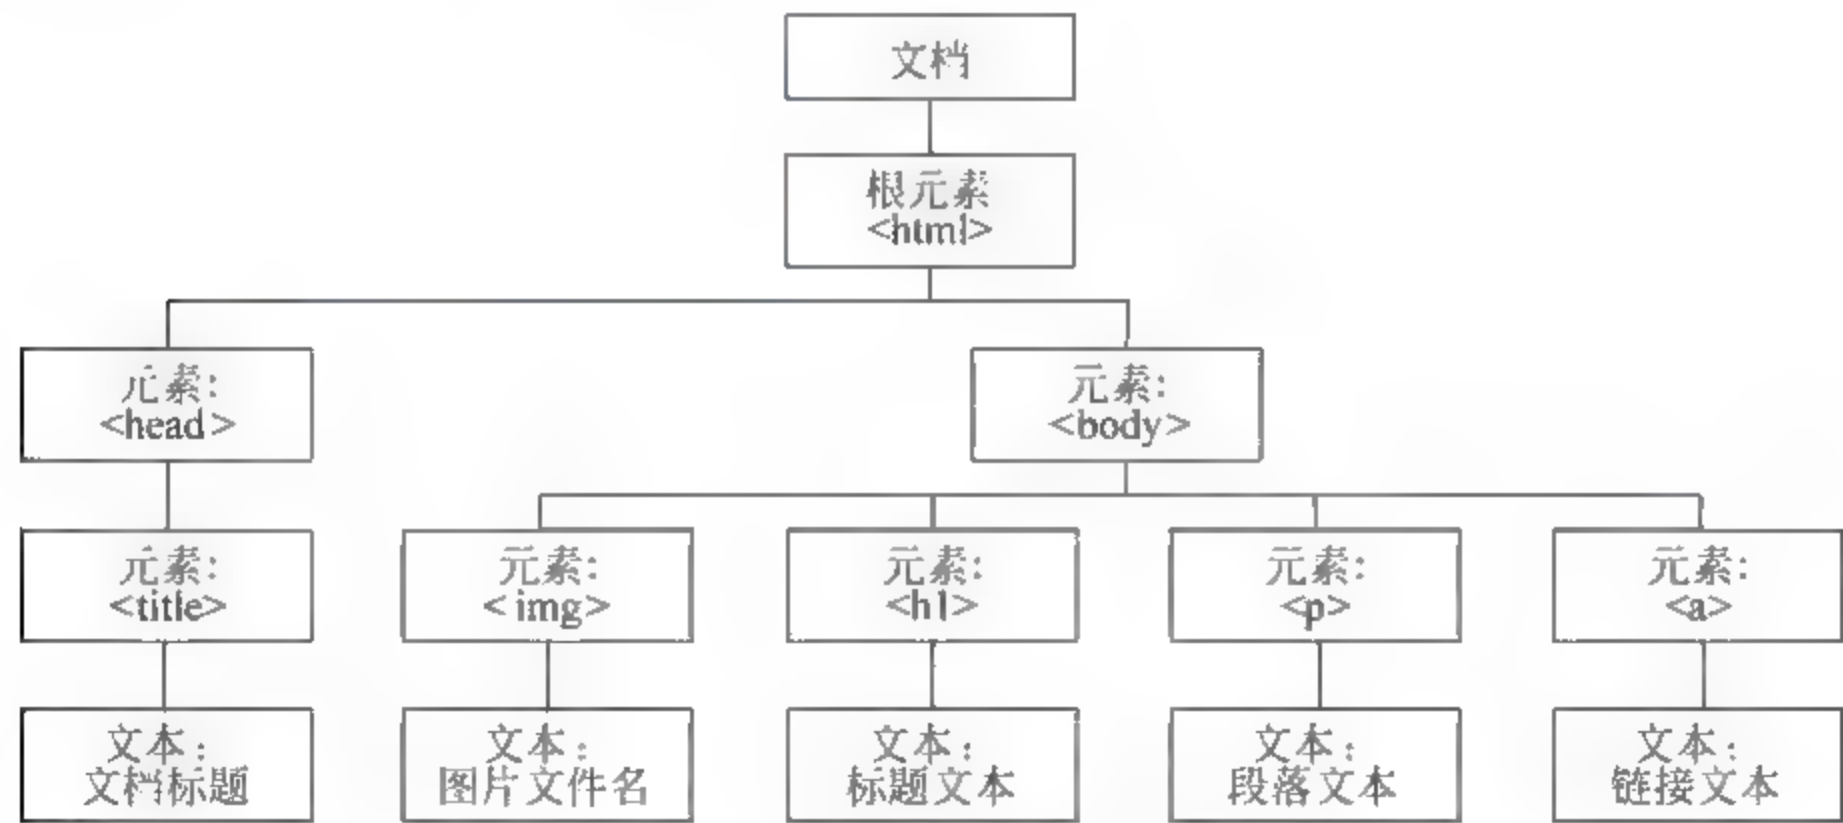 文档
根元素
<html>
元素:
<head>
元素:
<body>
元素:
<title>
元素:
<img>
元素:
<h1>
元素:
<p>
元素:
<a>
文本:
文档标题
文本:
图片文件名
文本:
标题文本
文本:
段落文本
文本:
链接文本